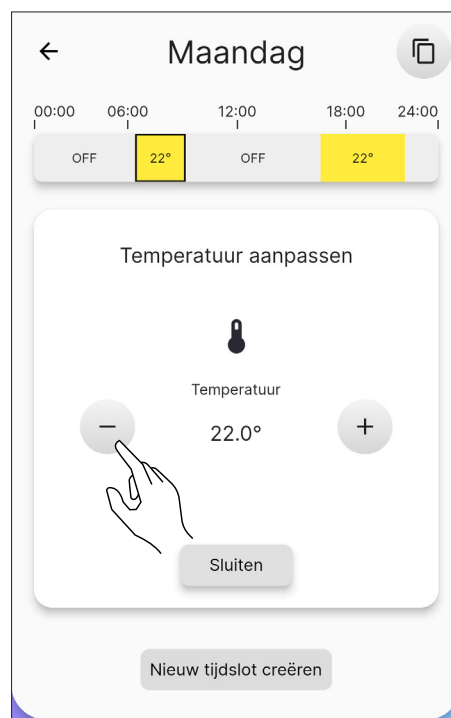 Maandag
00:00 06:00 12:00 18:00 24:00
OFF 22° OFF 22°
Temperatuur aanpassen
Temperatuur
22.0°
Sluiten
Nieuw tijdslot creëren